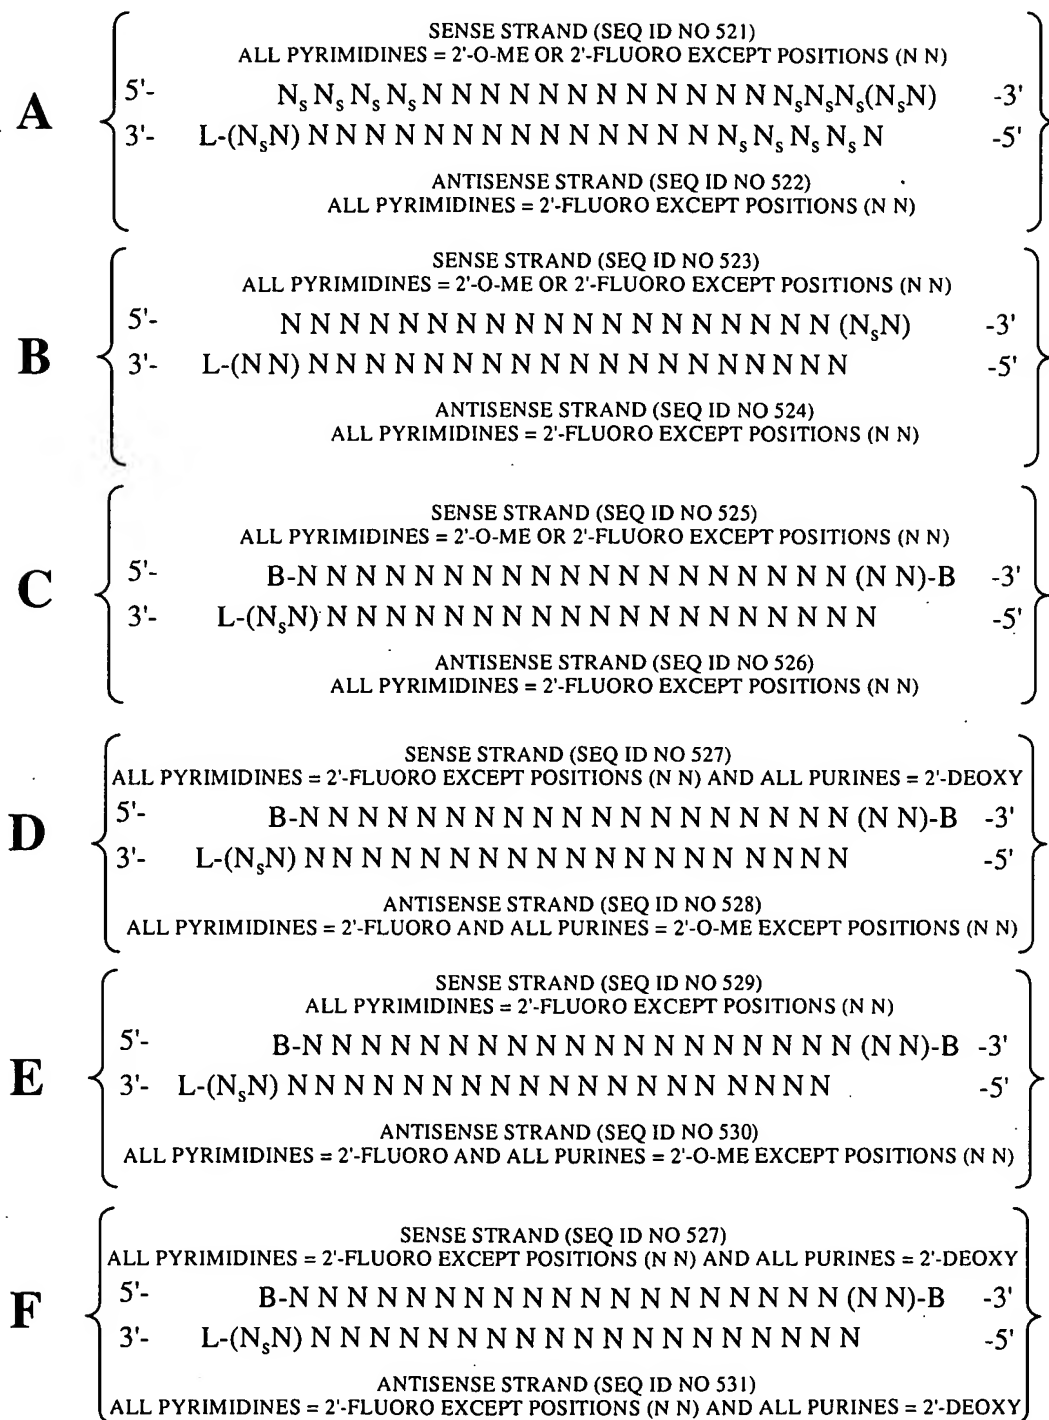 SENSE STRAND (SEQ ID NO 521)
ALL PYRIMIDINES = 2'-O-ME OR 2'-FLUORO EXCEPT POSITIONS (N N)
A
5'- NₛNₛNₛNₛN N N N N N N N N N N N NₛNₛNₛ(NₛN) -3'
3'- L-(NₛN) N N N N N N N N N N N N N N Nₛ Nₛ Nₛ Nₛ N -5'
ANTISENSE STRAND (SEQ ID NO 522)
ALL PYRIMIDINES = 2'-FLUORO EXCEPT POSITIONS (N N)
SENSE STRAND (SEQ ID NO 523)
ALL PYRIMIDINES = 2'-O-ME OR 2'-FLUORO EXCEPT POSITIONS (N N)
B
5'- N N N N N N N N N N N N N N N N N N N (NₛN) -3'
3'- L-(N N) N N N N N N N N N N N N N N N N N N N -5'
ANTISENSE STRAND (SEQ ID NO 524)
ALL PYRIMIDINES = 2'-FLUORO EXCEPT POSITIONS (N N)
SENSE STRAND (SEQ ID NO 525)
ALL PYRIMIDINES = 2'-O-ME OR 2'-FLUORO EXCEPT POSITIONS (N N)
C
5'- B-N N N N N N N N N N N N N N N N N N N (N N)-B -3'
3'- L-(NₛN) N N N N N N N N N N N N N N N N N N N -5'
ANTISENSE STRAND (SEQ ID NO 526)
ALL PYRIMIDINES = 2'-FLUORO EXCEPT POSITIONS (N N)
SENSE STRAND (SEQ ID NO 527)
ALL PYRIMIDINES = 2'-FLUORO EXCEPT POSITIONS (N N) AND ALL PURINES = 2'-DEOXY
D
5'- B-N N N N N N N N N N N N N N N N N N N (N N)-B -3'
3'- L-(NₛN) N N N N N N N N N N N N N N N N N N N -5'
ANTISENSE STRAND (SEQ ID NO 528)
ALL PYRIMIDINES = 2'-FLUORO AND ALL PURINES = 2'-O-ME EXCEPT POSITIONS (N N)
SENSE STRAND (SEQ ID NO 529)
ALL PYRIMIDINES = 2'-FLUORO EXCEPT POSITIONS (N N)
E
5'- B-N N N N N N N N N N N N N N N N N N N (N N)-B -3'
3'- L-(NₛN) N N N N N N N N N N N N N N N N N N N -5'
ANTISENSE STRAND (SEQ ID NO 530)
ALL PYRIMIDINES = 2'-FLUORO AND ALL PURINES = 2'-O-ME EXCEPT POSITIONS (N N)
SENSE STRAND (SEQ ID NO 527)
ALL PYRIMIDINES = 2'-FLUORO EXCEPT POSITIONS (N N) AND ALL PURINES = 2'-DEOXY
F
5'- B-N N N N N N N N N N N N N N N N N N N (N N)-B -3'
3'- L-(NₛN) N N N N N N N N N N N N N N N N N N N -5'
ANTISENSE STRAND (SEQ ID NO 531)
ALL PYRIMIDINES = 2'-FLUORO EXCEPT POSITIONS (N N) AND ALL PURINES = 2'-DEOXY